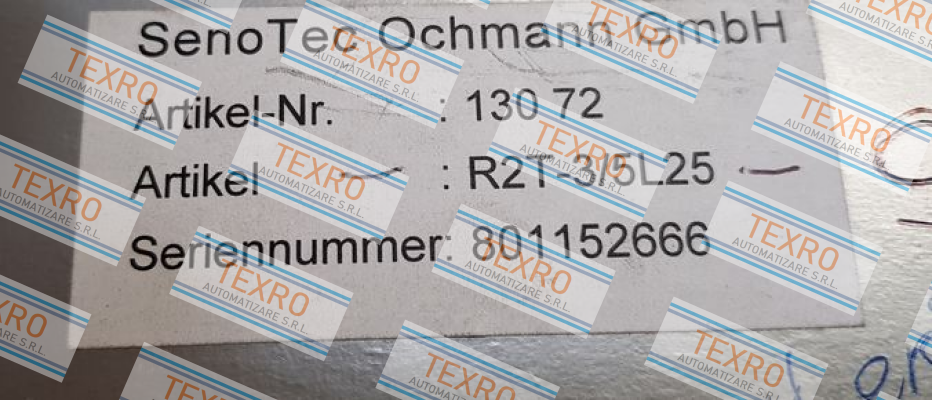 SenoTec Ochmann GmbH
Artikel-Nr. : 130 72
Artikel : R2T-3/5L25
Seriennummer: 801152666
TEXRO
AUTOMATIZARE S.R.L.